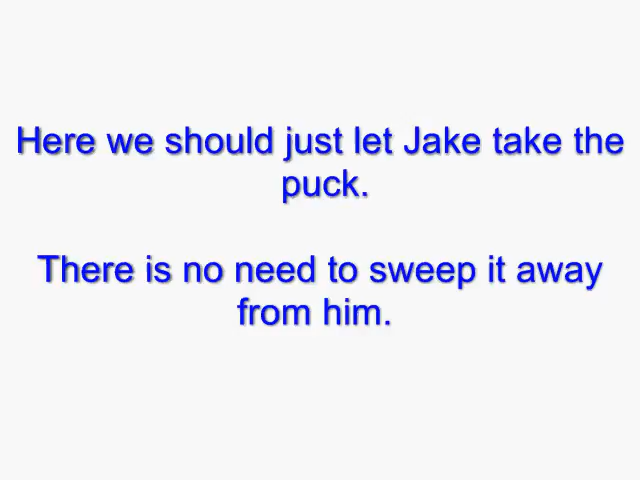 Here we should just let Jake take the
puck.
There is no need to sweep it away
from him.